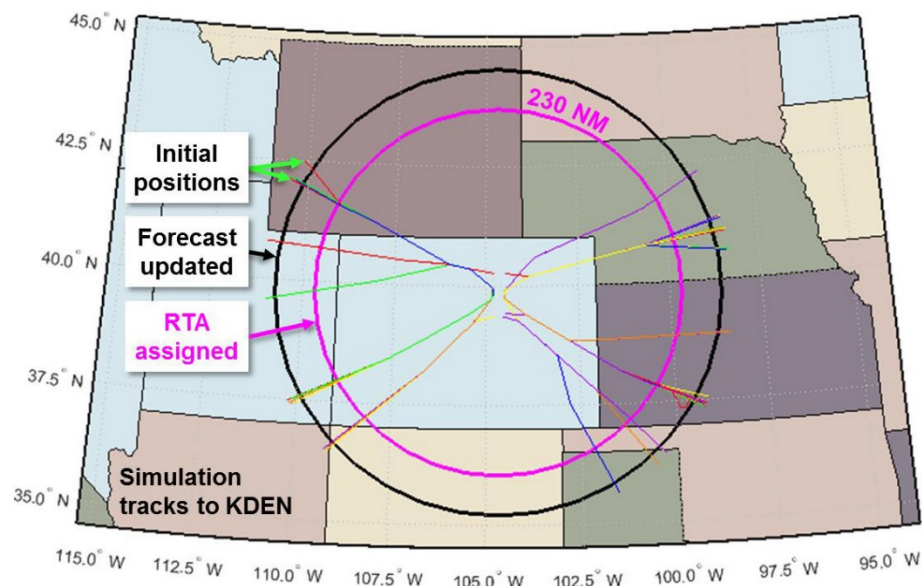 45.0° N
230 NM
42.5° N
Initial
positions
Forecast
updated
40.0° N
RTA
assigned
37.5° N
Simulation
tracks to KDEN
35.0° N
115.0° W
112.5° W
110.0° W
107.5° W
105.0° W
102.5° W
100.0° W
97.5° W
95.0° W